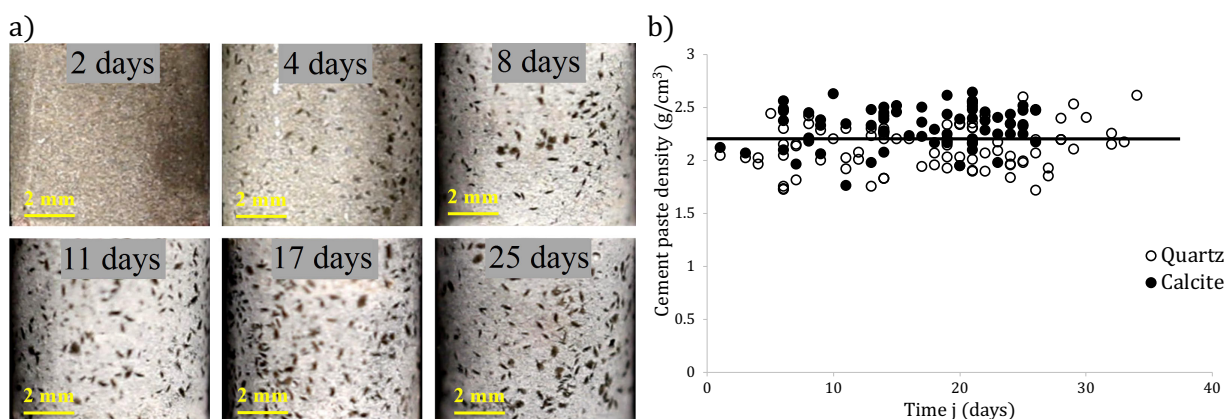 a)
2 days
4 days
8 days
2 mm
2 mm
2 mm
11 days
17 days
25 days
2 mm
2 mm
2 mm
b)
Cement paste density (g/cm³)
3
2.5
2
1.5
1
0.5
0
0
10
20
30
40
Time j (days)
Quartz
Calcite